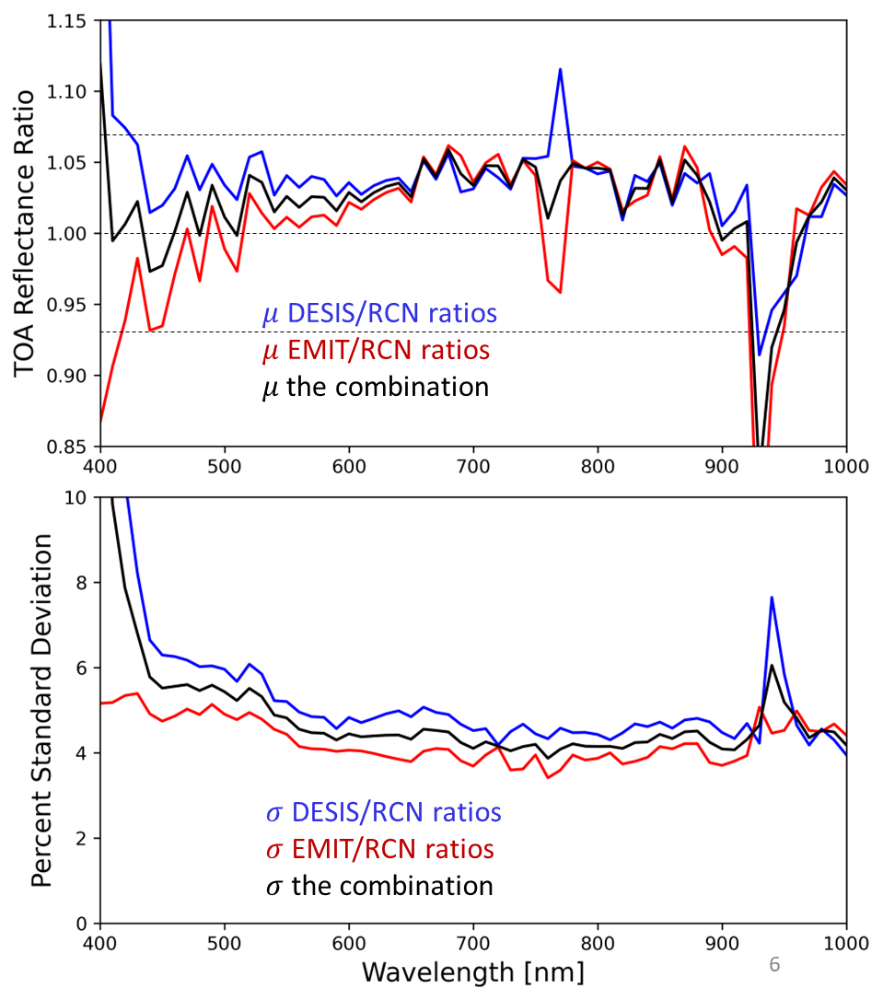 1.15
1.10
1.05
1.00
0.95
0.90
0.85
TOA Reflectance Ratio
μ DESIS/RCN ratios
μ EMIT/RCN ratios
μ the combination
400 500 600 700 800 900 1000
10
8
6
4
2
0
Percent Standard Deviation
σ DESIS/RCN ratios
σ EMIT/RCN ratios
σ the combination
400 500 600 700 800 900 1000
Wavelength [nm]
6